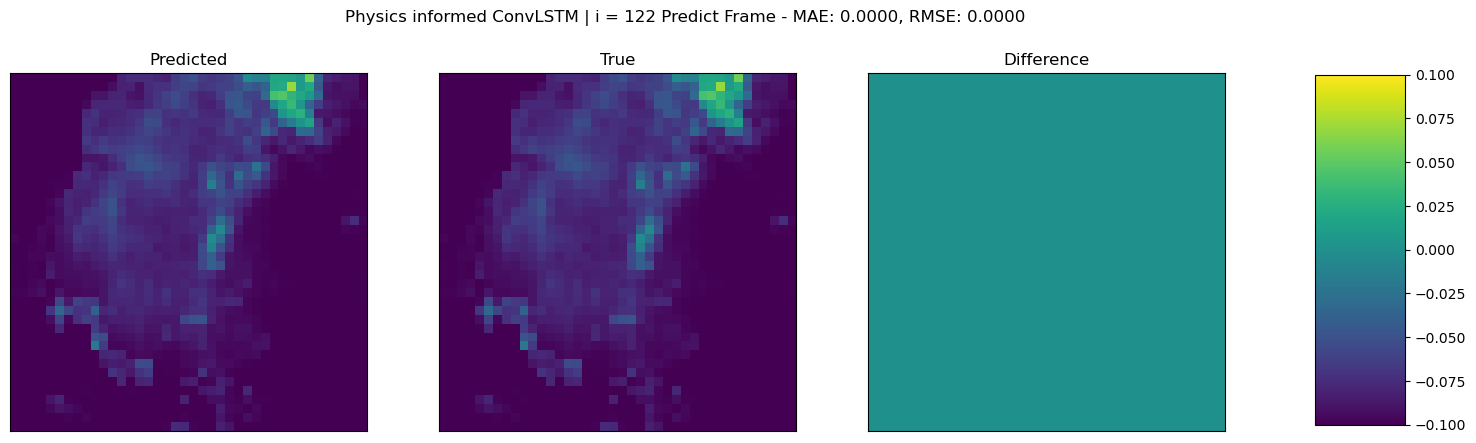 Physics informed ConvLSTM | i = 122 Predict Frame - MAE: 0.0000, RMSE: 0.0000
Predicted
True
Difference
0.100
0.075
0.050
0.025
0.000
−0.025
−0.050
−0.075
−0.100